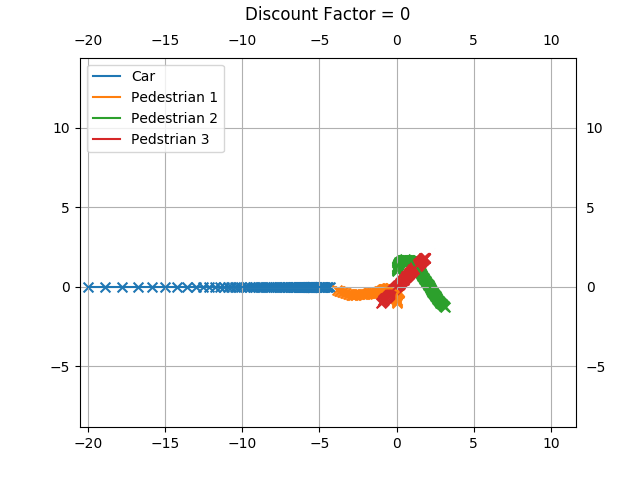 Discount Factor = 0
−20 −15 −10 −5 0 5 10
Car
Pedestrian 1
Pedestrian 2
Pedstrian 3
10 10
5 5
0 0
−5 −5
−20 −15 −10 −5 0 5 10